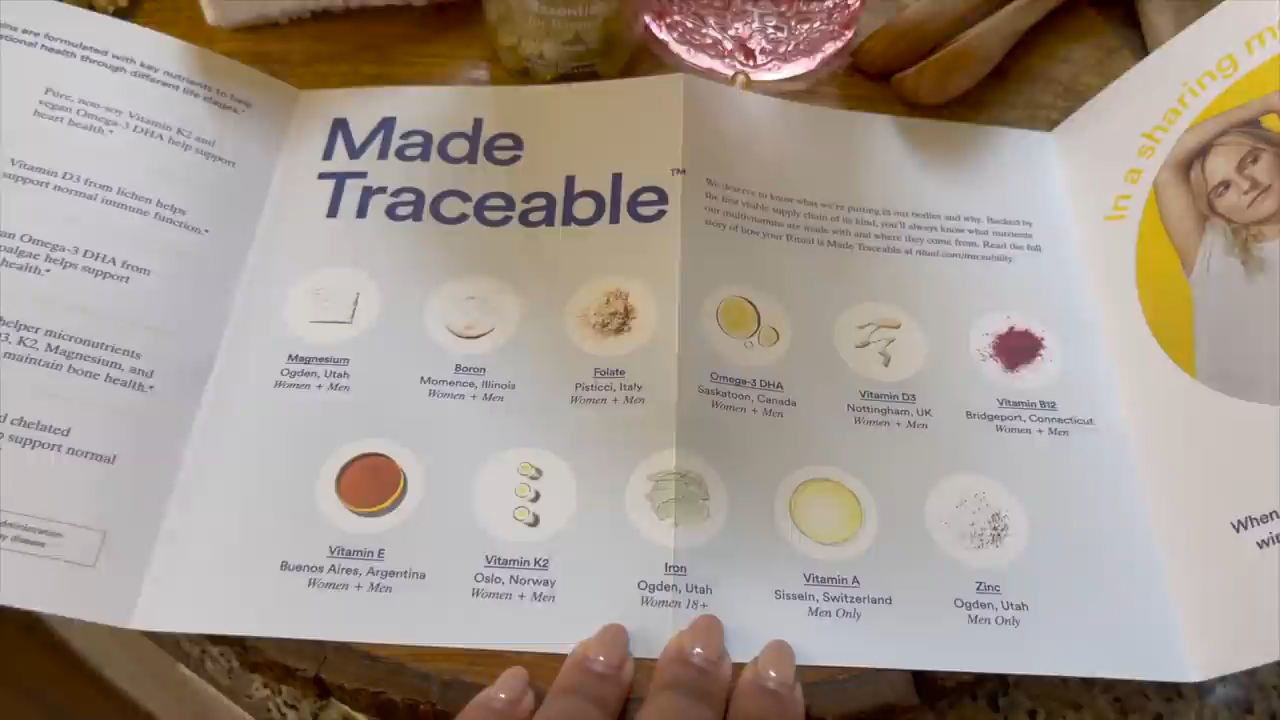 Essential
for Women
ins are formulated with key nutrients to help
ational health through different life stages.*
Pure, non-soy Vitamin K2 and
vegan Omega-3 DHA help support
heart health.*
Vitamin D3 from lichen helps
support normal immune function.*
an Omega-3 DHA from
algae helps support
health.*
helper micronutrients
3, K2, Magnesium, and
maintain bone health.*
d chelated
support normal
Made
Traceable™
We deserve to know what we're putting in our bodies and why. Backed by
the first visible supply chain of its kind, you'll always know what nutrients
our multivitamins are made with and where they come from. Read the full
story of how your Ritual is Made Traceable at ritual.com/traceability.
Magnesium
Ogden, Utah
Women + Men
Boron
Momence, Illinois
Women + Men
Folate
Pisticci, Italy
Women + Men
Omega-3 DHA
Saskatoon, Canada
Women + Men
Vitamin D3
Nottingham, UK
Women + Men
Vitamin B12
Bridgeport, Connecticut
Women + Men
Vitamin E
Buenos Aires, Argentina
Women + Men
Vitamin K2
Oslo, Norway
Women + Men
Iron
Ogden, Utah
Women 18+
Vitamin A
Sisseln, Switzerland
Men Only
Zinc
Ogden, Utah
Men Only
In a sharing m
When
wi